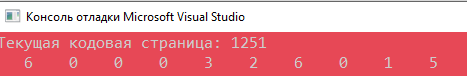 Консоль отладки Microsoft Visual Studio
Текущая кодовая страница: 1251
6 0 0 0 3 2 6 0 1 5